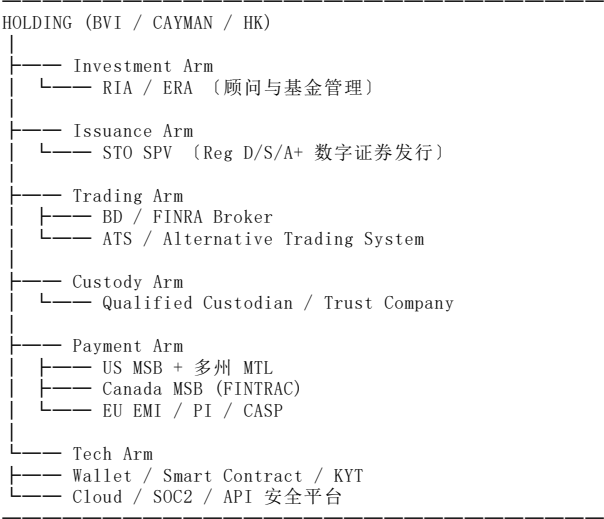 HOLDING (BVI / CAYMAN / HK)
│
├── Investment Arm
│ └── RIA / ERA 〔顾问与基金管理〕
│
├── Issuance Arm
│ └── STO SPV 〔Reg D/S/A+ 数字证券发行〕
│
├── Trading Arm
│ ├── BD / FINRA Broker
│ └── ATS / Alternative Trading System
│
├── Custody Arm
│ └── Qualified Custodian / Trust Company
│
├── Payment Arm
│ ├── US MSB + 多州 MTL
│ ├── Canada MSB (FINTRAC)
│ └── EU EMI / PI / CASP
│
└── Tech Arm
├── Wallet / Smart Contract / KYT
└── Cloud / SOC2 / API 安全平台